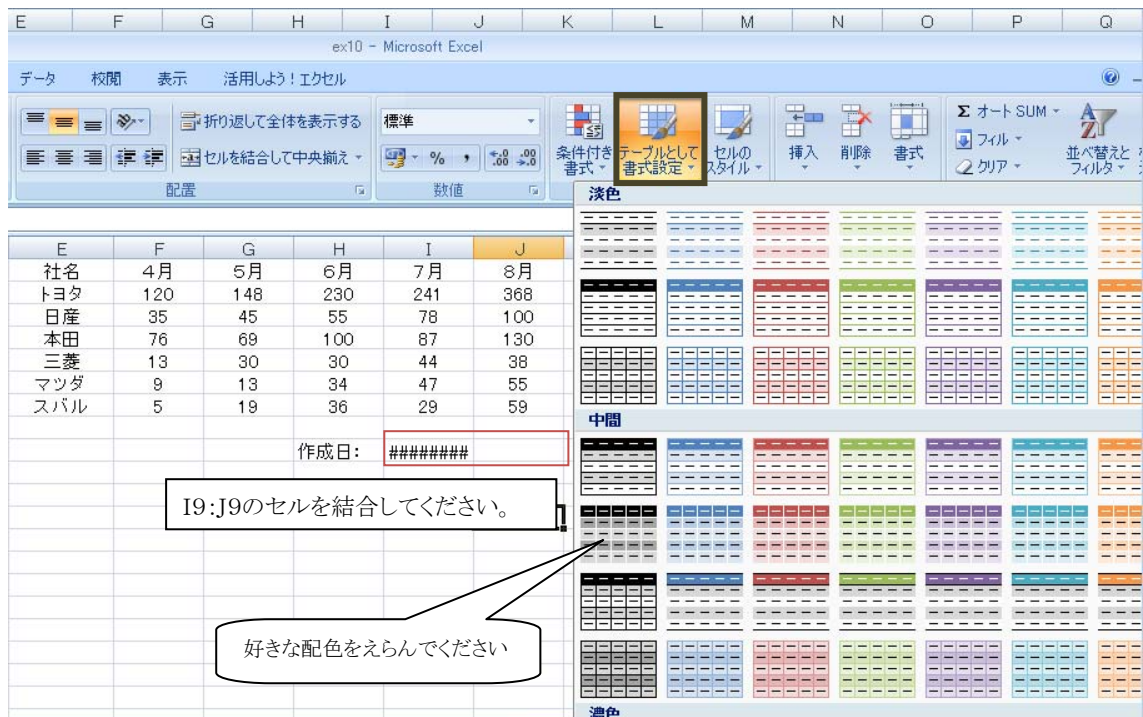 E F G H I J K L M N O P Q
ex10 - Microsoft Excel
データ 校閲 表示 活用しよう！エクセル
折り返して全体を表示する 標準 Σ オート SUM
セルを結合して中央揃え % , .0 .00 .00 .0 条件付き書式 テーブルとして書式設定 セルのスタイル 挿入 削除 書式 フィル クリア 並べ替えと フィルタ
配置 数値
淡色
E F G H I J
社名 4月 5月 6月 7月 8月
トヨタ 120 148 230 241 368
日産 35 45 55 78 100
本田 76 69 100 87 130
三菱 13 30 30 44 38
マツダ 9 13 34 47 55
スバル 5 19 36 29 59
中間
作成日： ########
I9:J9のセルを結合してください。
好きな配色をえらんでください
濃色